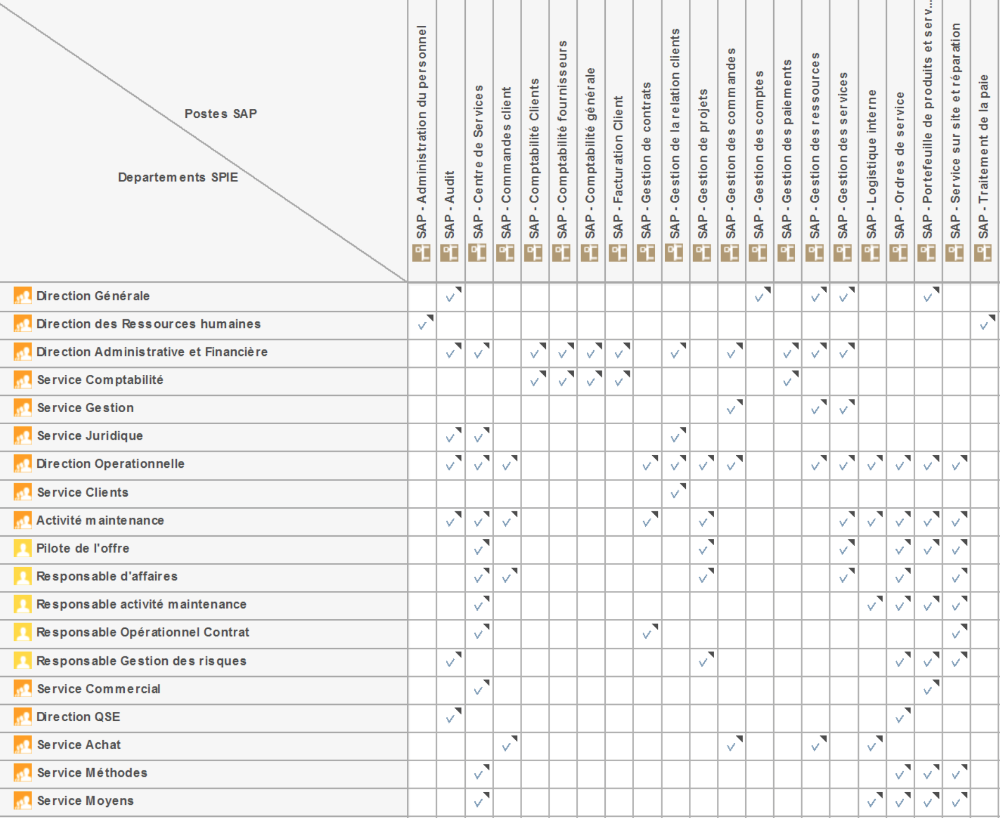 Postes SAP
Departements SPIE
SAP - Administration du personnel
SAP - Audit
SAP - Centre de Services
SAP - Commandes client
SAP - Comptabilité Clients
SAP - Comptabilité fournisseurs
SAP - Comptabilité générale
SAP - Facturation Client
SAP - Gestion de contrats
SAP - Gestion de la relation clients
SAP - Gestion de projets
SAP - Gestion des commandes
SAP - Gestion des comptes
SAP - Gestion des paiements
SAP - Gestion des ressources
SAP - Gestion des services
SAP - Logistique interne
SAP - Ordres de service
SAP - Portefeuille de produits et serv...
SAP - Service sur site et réparation
SAP - Traitement de la paie
Direction Générale
Direction des Ressources humaines
Direction Administrative et Financière
Service Comptabilité
Service Gestion
Service Juridique
Direction Operationnelle
Service Clients
Activité maintenance
Pilote de l'offre
Responsable d'affaires
Responsable activité maintenance
Responsable Opérationnel Contrat
Responsable Gestion des risques
Service Commercial
Direction QSE
Service Achat
Service Méthodes
Service Moyens